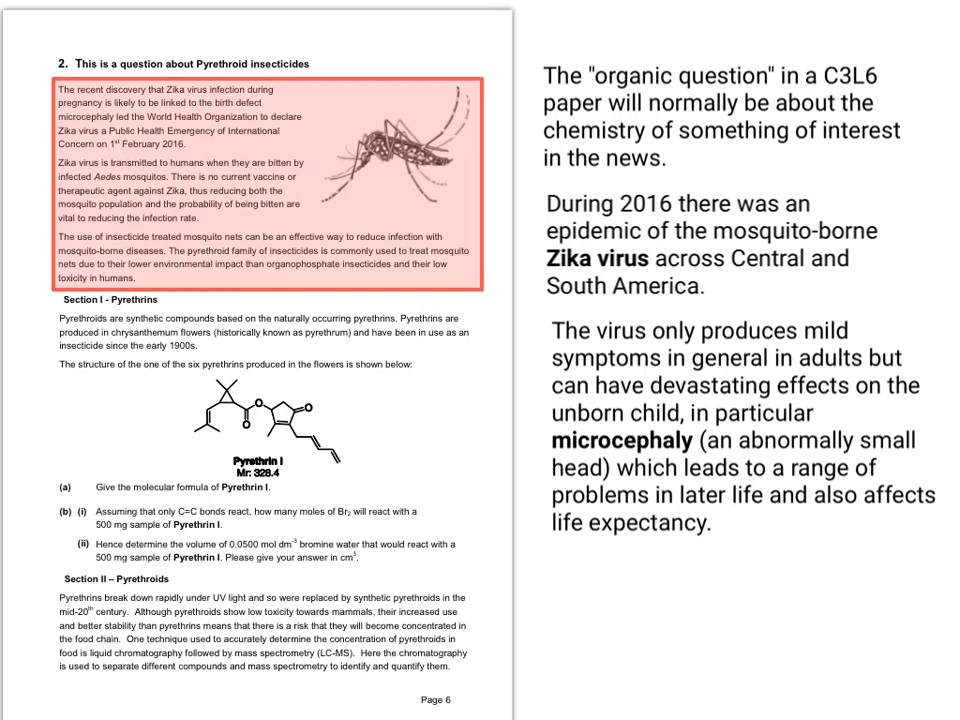 2. This is a question about Pyrethroid insecticides
The recent discovery that Zika virus infection during
pregnancy is likely to be linked to the birth defect
microcephaly led the World Health Organization to declare
Zika virus a Public Health Emergency of International
Concern on 1st February 2016.
Zika virus is transmitted to humans when they are bitten by
infected Aedes mosquitos. There is no current vaccine or
therapeutic agent against Zika, thus reducing both the
mosquito population and the probability of being bitten are
vital to reducing the infection rate.
The use of insecticide treated mosquito nets can be an effective way to reduce infection with
mosquito-borne diseases. The pyrethroid family of insecticides is commonly used to treat mosquito
nets due to their lower environmental impact than organophosphate insecticides and their low
toxicity in humans.
Section I - Pyrethrins
Pyrethroids are synthetic compounds based on the naturally occurring pyrethrins. Pyrethrins are
produced in chrysanthemum flowers (historically known as pyrethrum) and have been in use as an
insecticide since the early 1900s.
The structure of the one of the six pyrethrins produced in the flowers is shown below:
O
O
O
Pyrethrin I
Mr: 328.4
(a) Give the molecular formula of Pyrethrin I.
(b) (i) Assuming that only C=C bonds react, how many moles of Br2 will react with a
500 mg sample of Pyrethrin I.
(ii) Hence determine the volume of 0.0500 mol dm-3 bromine water that would react with a
500 mg sample of Pyrethrin I. Please give your answer in cm3.
Section II – Pyrethroids
Pyrethrins break down rapidly under UV light and so were replaced by synthetic pyrethroids in the
mid-20th century. Although pyrethroids show low toxicity towards mammals, their increased use
and better stability than pyrethrins means that there is a risk that they will become concentrated in
the food chain. One technique used to accurately determine the concentration of pyrethroids in
food is liquid chromatography followed by mass spectrometry (LC-MS). Here the chromatography
is used to separate different compounds and mass spectrometry to identify and quantify them.
Page 6
The "organic question" in a C3L6
paper will normally be about the
chemistry of something of interest
in the news.
During 2016 there was an
epidemic of the mosquito-borne
Zika virus across Central and
South America.
The virus only produces mild
symptoms in general in adults but
can have devastating effects on the
unborn child, in particular
microcephaly (an abnormally small
head) which leads to a range of
problems in later life and also affects
life expectancy.